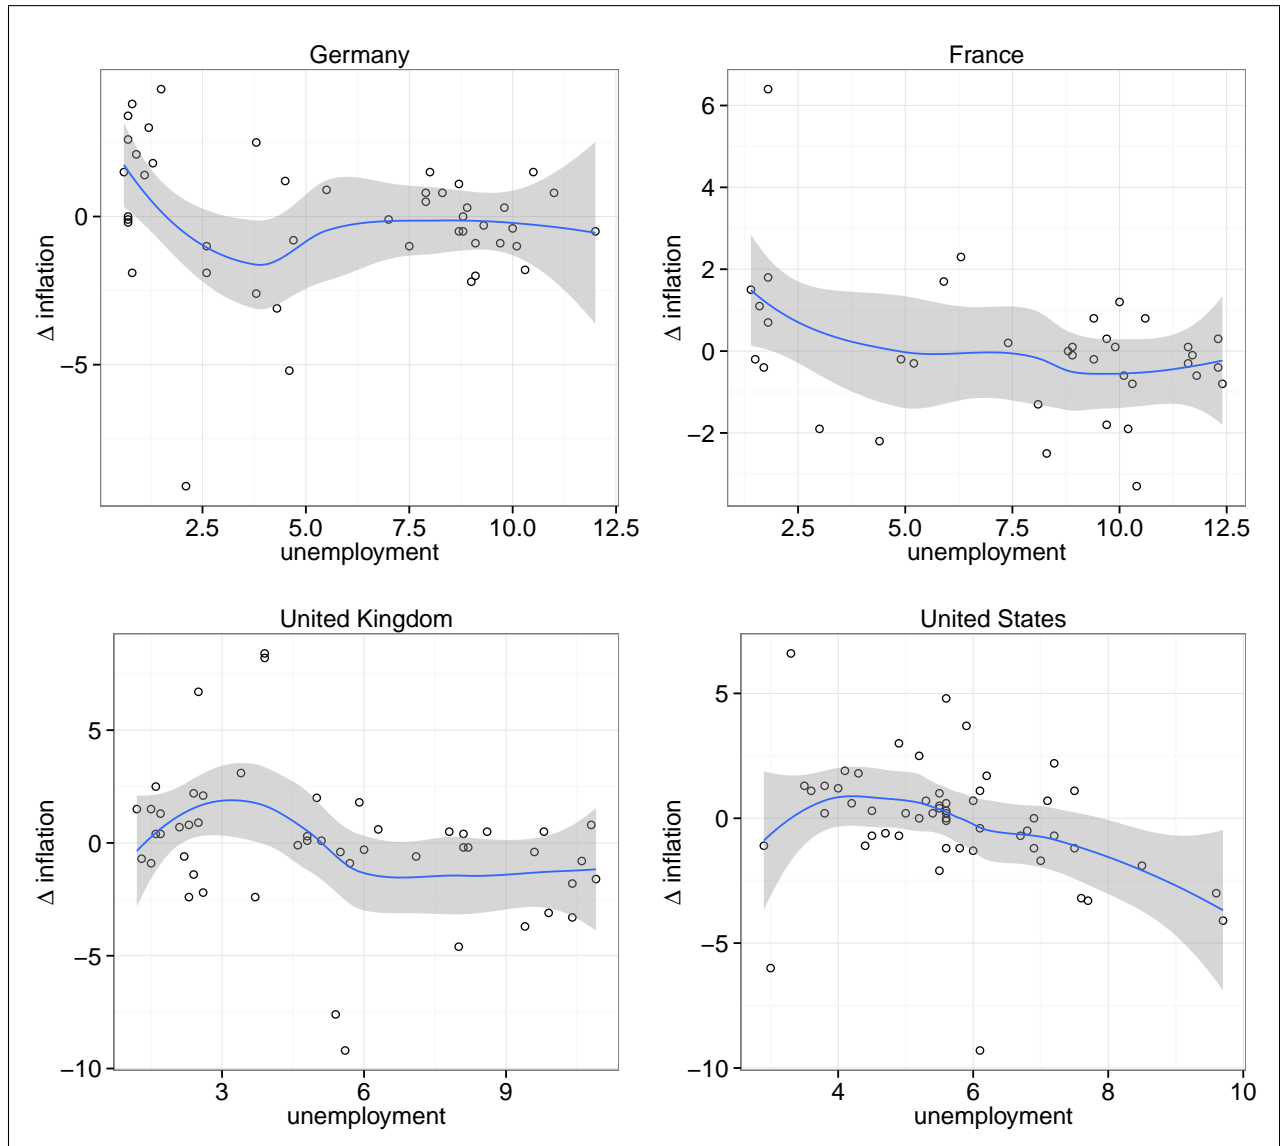 Germany
0
−5
Δ inflation
2.5 5.0 7.5 10.0 12.5
unemployment
France
6
4
2
0
−2
Δ inflation
2.5 5.0 7.5 10.0 12.5
unemployment
United Kingdom
5
0
−5
−10
Δ inflation
3 6 9
unemployment
United States
5
0
−5
−10
Δ inflation
4 6 8 10
unemployment